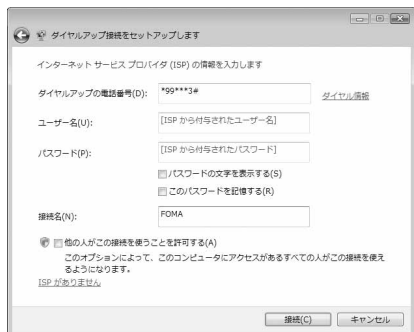 ダイヤルアップ接続をセットアップします
インターネット サービス プロバイダ (ISP) の情報を入力します
ダイヤルアップの電話番号(D): *99***3# ダイヤル情報
ユーザー名(U): [ISP から付与されたユーザー名]
パスワード(P): [ISP から付与されたパスワード]
パスワードの文字を表示する(S)
このパスワードを記憶する(R)
接続名(N): FOMA
他の人がこの接続を使うことを許可する(A)
このオプションによって、このコンピュータにアクセスがあるすべての人がこの接続を使え
るようになります。
ISP がありません
接続(C) キャンセル